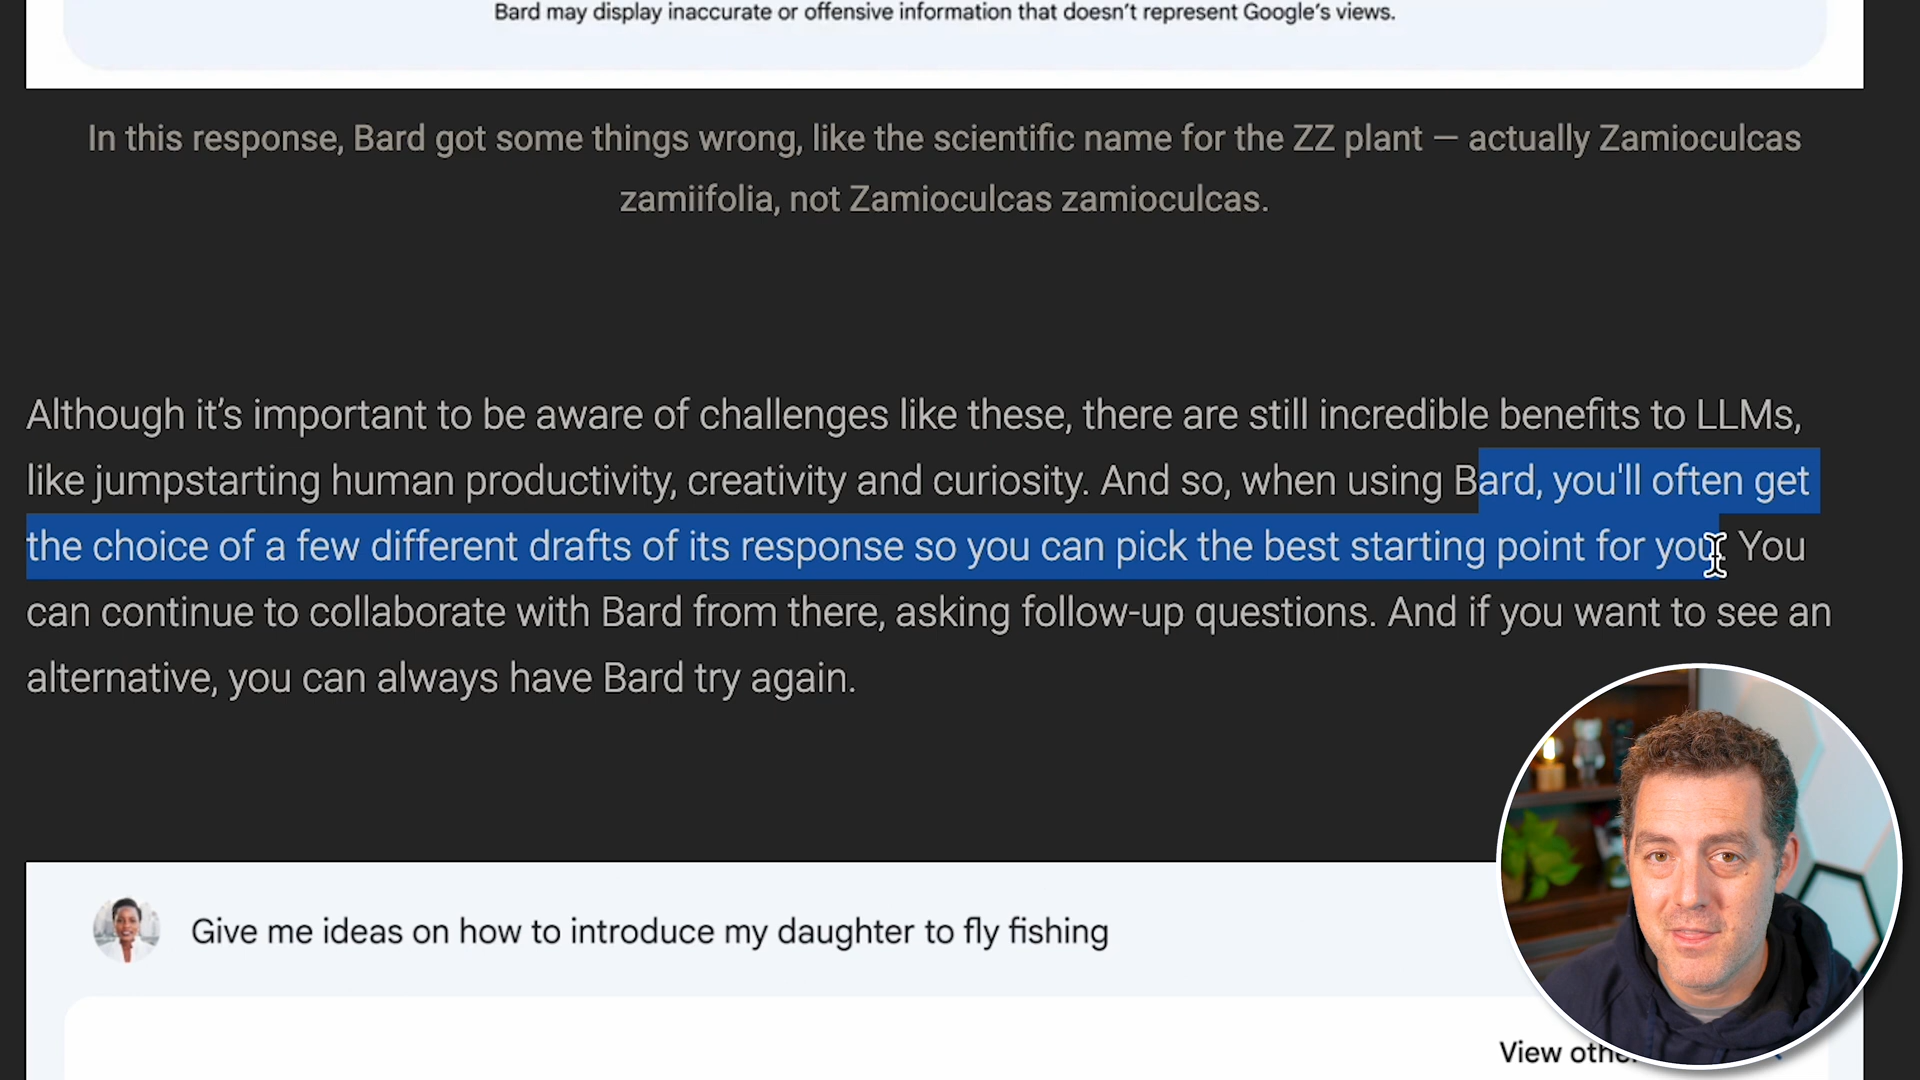 Bard may display inaccurate or offensive information that doesn’t represent Google’s views.
In this response, Bard got some things wrong, like the scientific name for the ZZ plant — actually Zamioculcas
zamiifolia, not Zamioculcas zamioculcas.
Although it’s important to be aware of challenges like these, there are still incredible benefits to LLMs,
like jumpstarting human productivity, creativity and curiosity. And so, when using Bard, you'll often get
the choice of a few different drafts of its response so you can pick the best starting point for you. You
can continue to collaborate with Bard from there, asking follow-up questions. And if you want to see an
alternative, you can always have Bard try again.
Give me ideas on how to introduce my daughter to fly fishing
View